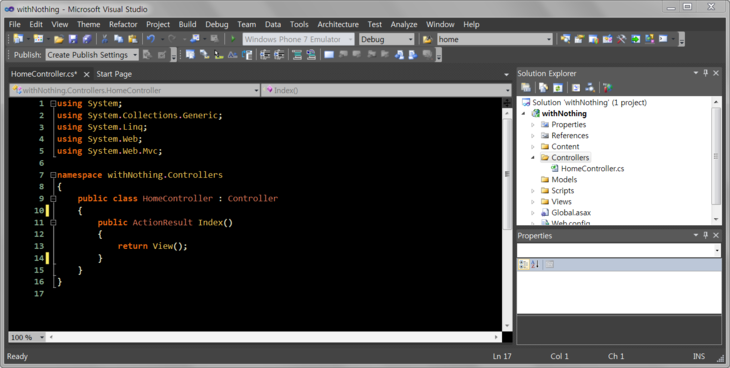 withNothing - Microsoft Visual Studio
File Edit View Theme Refactor Project Build Debug Team Data Tools Architecture Test Analyze Window Help
Windows Phone 7 Emulator Debug home
Publish: Create Publish Settings
HomeController.cs* Start Page
withNothing.Controllers.HomeController Index()
1 using System;
2 using System.Collections.Generic;
3 using System.Linq;
4 using System.Web;
5 using System.Web.Mvc;
6
7 namespace withNothing.Controllers
8 {
9 public class HomeController : Controller
10 {
11 public ActionResult Index()
12 {
13 return View();
14 }
15 }
16 }
17
100 %
Solution Explorer
Solution 'withNothing' (1 project)
withNothing
Properties
References
Content
Controllers
HomeController.cs
Models
Scripts
Views
Global.asax
Web.config
Properties
Ready Ln 17 Col 1 Ch 1 INS